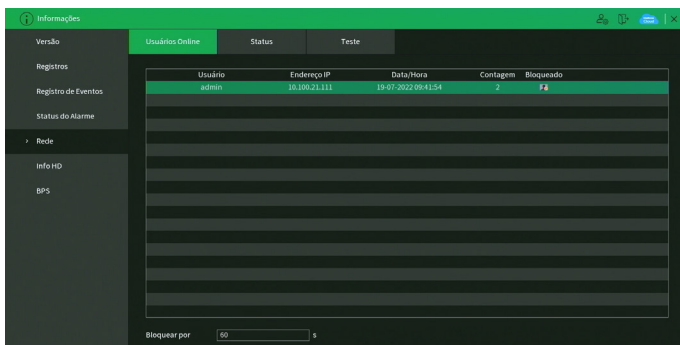 Informações
Versão
Registros
Registro de Eventos
Status do Alarme
Rede
Info HD
BPS
Usuários Online Status Teste
Usuário Endereço IP Data/Hora Contagem Bloqueado
admin 10.100.21.111 19-07-2022 09:41:54 2
Bloquear por 60 s